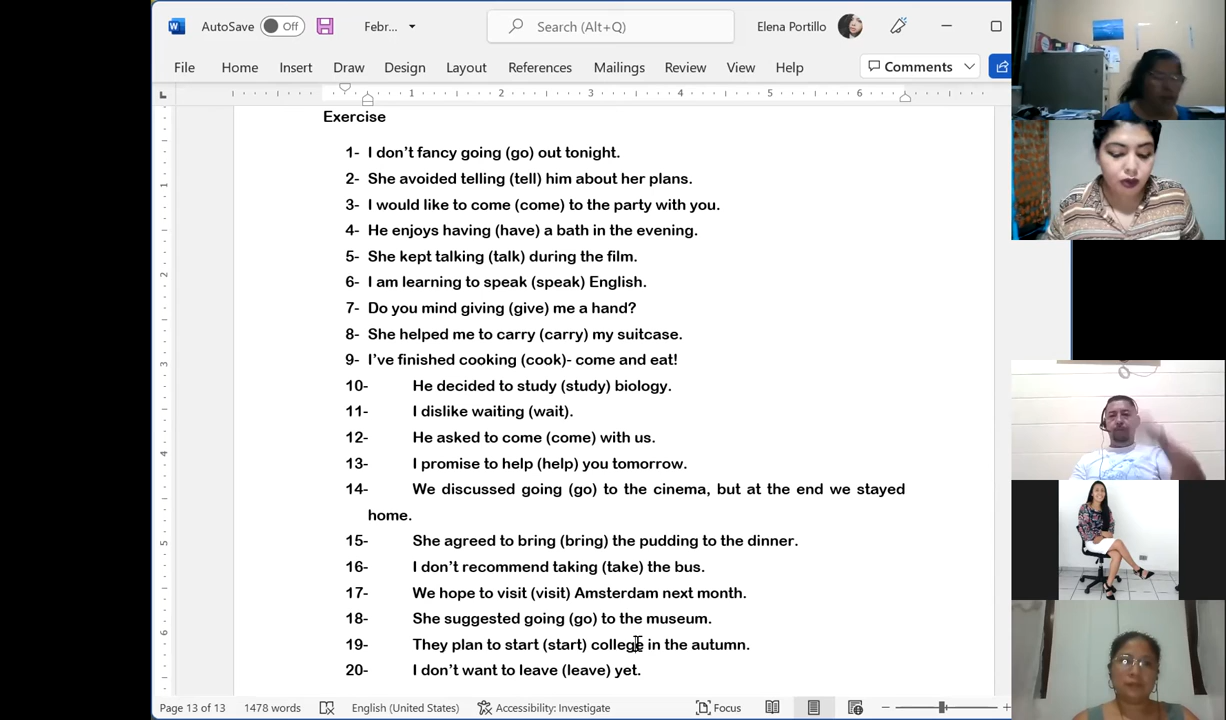 AutoSave Off Febr... Search (Alt+Q) Elena Portillo
File Home Insert Draw Design Layout References Mailings Review View Help Comments
1 2 3 4 5 6
Exercise
1- I don’t fancy going (go) out tonight.
2- She avoided telling (tell) him about her plans.
3- I would like to come (come) to the party with you.
4- He enjoys having (have) a bath in the evening.
5- She kept talking (talk) during the film.
6- I am learning to speak (speak) English.
7- Do you mind giving (give) me a hand?
8- She helped me to carry (carry) my suitcase.
9- I’ve finished cooking (cook)- come and eat!
10- He decided to study (study) biology.
11- I dislike waiting (wait).
12- He asked to come (come) with us.
13- I promise to help (help) you tomorrow.
14- We discussed going (go) to the cinema, but at the end we stayed
home.
15- She agreed to bring (bring) the pudding to the dinner.
16- I don’t recommend taking (take) the bus.
17- We hope to visit (visit) Amsterdam next month.
18- She suggested going (go) to the museum.
19- They plan to start (start) college in the autumn.
20- I don’t want to leave (leave) yet.
Page 13 of 13 1478 words English (United States) Accessibility: Investigate Focus